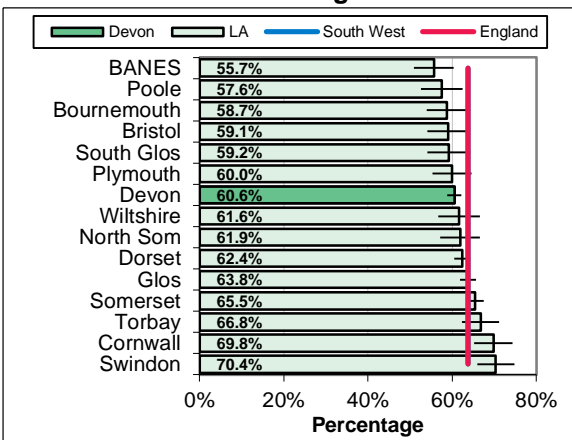 Devon LA South West England
BANES 55.7%
Poole 57.6%
Bournemouth 58.7%
Bristol 59.1%
South Glos 59.2%
Plymouth 60.0%
Devon 60.6%
Wiltshire 61.6%
North Som 61.9%
Dorset 62.4%
Glos 63.8%
Somerset 65.5%
Torbay 66.8%
Cornwall 69.8%
Swindon 70.4%
0% 20% 40% 60% 80%
Percentage